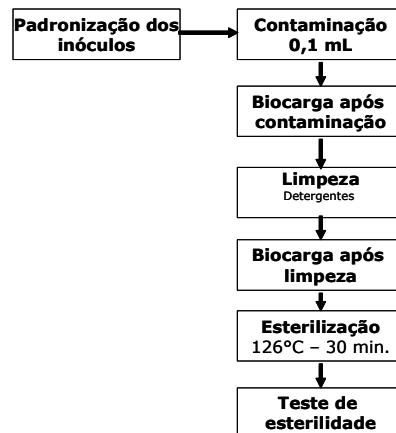 Padronização dos
inóculos
Contaminação
0,1 mL
Biocarga após
contaminação
Limpeza
Detergentes
Biocarga após
limpeza
Esterilização
126°C – 30 min.
Teste de
esterilidade